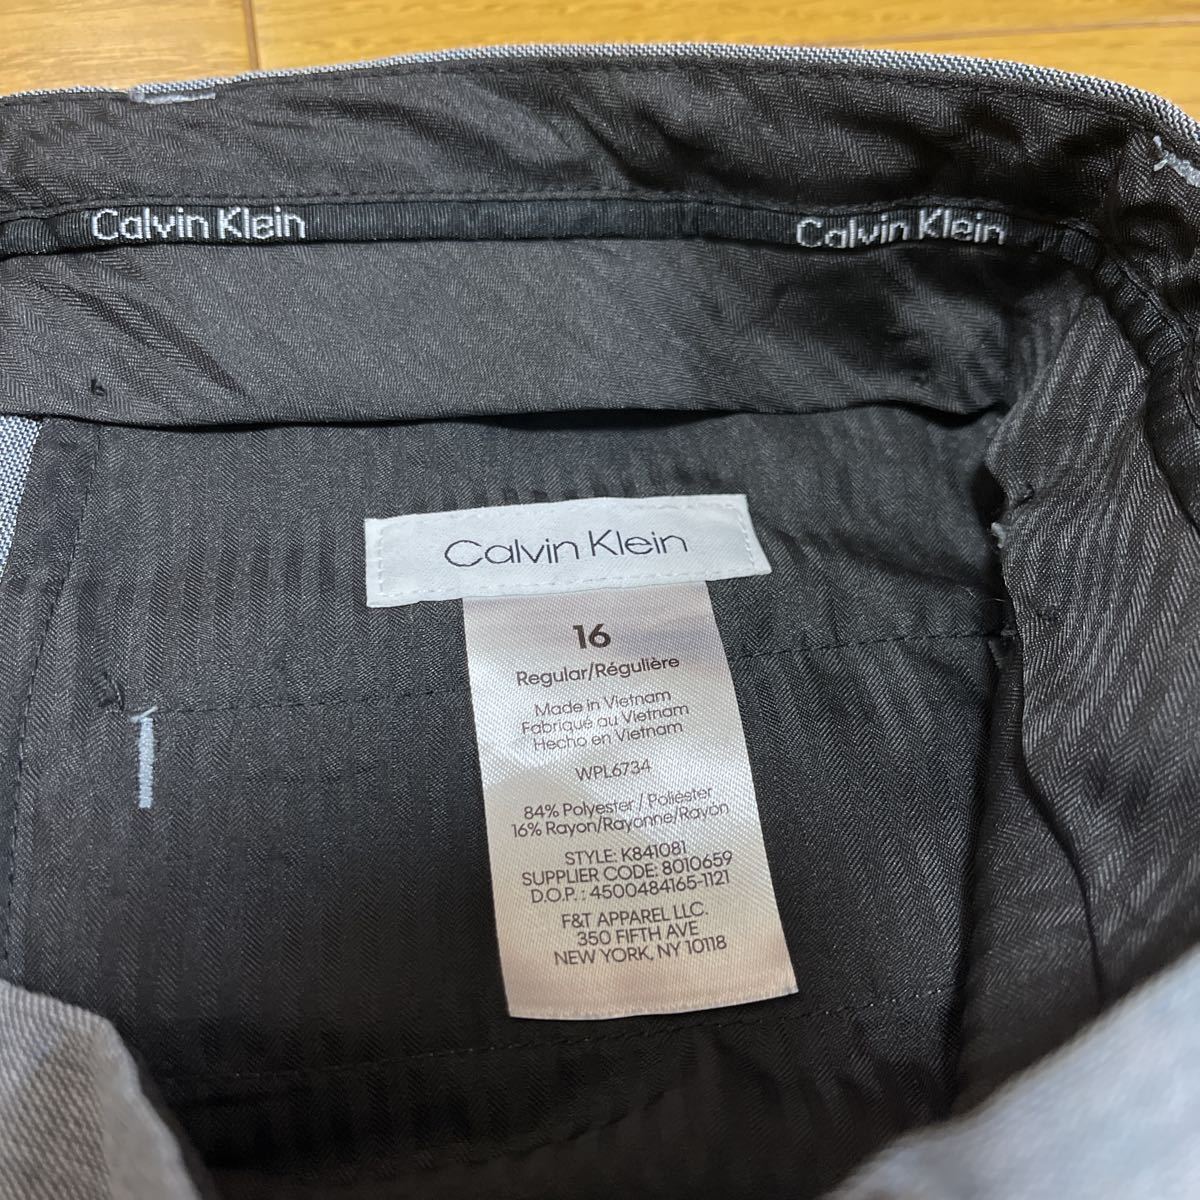 Calvin Klein
Calvin Klein
Calvin Klein
16
Regular/Régulière
Made in Vietnam
Fabriqué au Vietnam
Hecho en Vietnam
WPL6734
84% Polyester / Poliéster
16% Rayon/Rayonne/Rayón
STYLE: K841081
SUPPLIER CODE: 8010659
D.O.P. : 4500484165-1121
F&T APPAREL LLC.
350 FIFTH AVE
NEW YORK, NY 10118